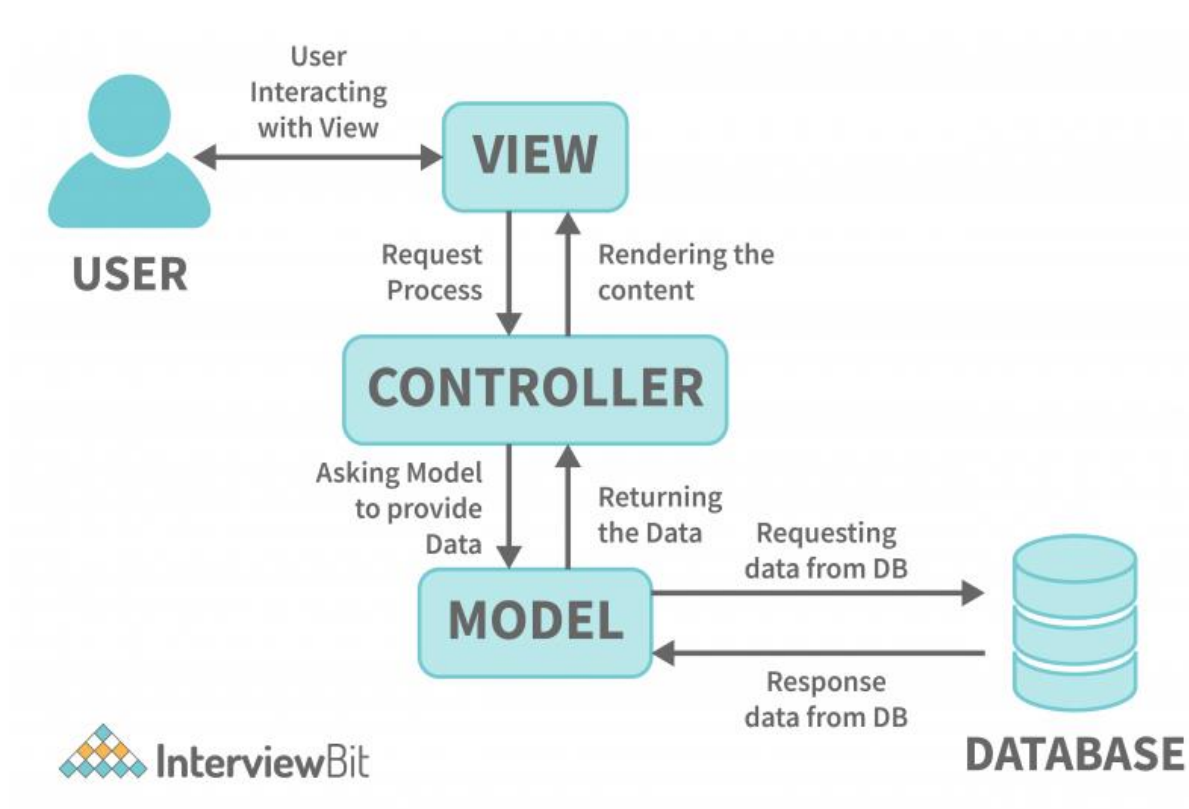 User
Interacting
with View
VIEW
USER
Request
Process
Rendering the
content
CONTROLLER
Asking Model
to provide
Data
Returning
the Data
Requesting
data from DB
MODEL
Response
data from DB
DATABASE
InterviewBit